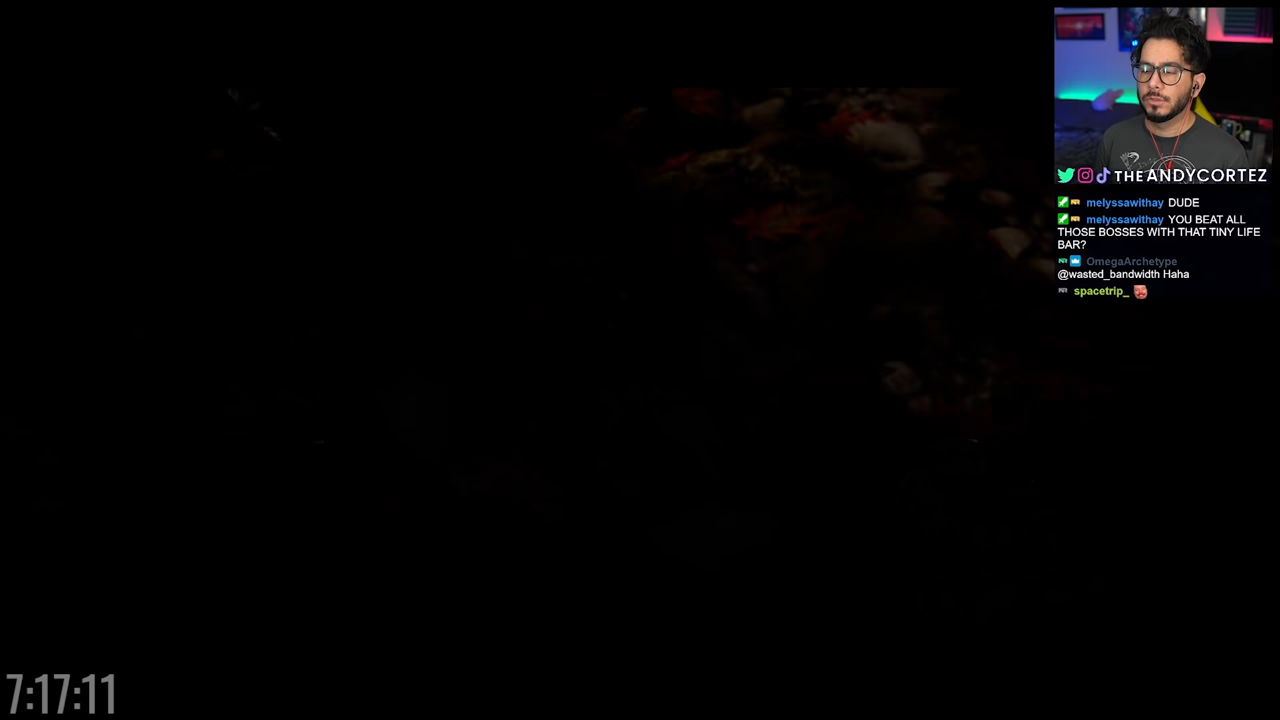 THEANDYCORTEZ
melyssawithay DUDE
melyssawithay YOU BEAT ALL
THOSE BOSSES WITH THAT TINY LIFE
BAR?
OmegaArchetype
@wasted_bandwidth Haha
spacetrip_
7:17:11